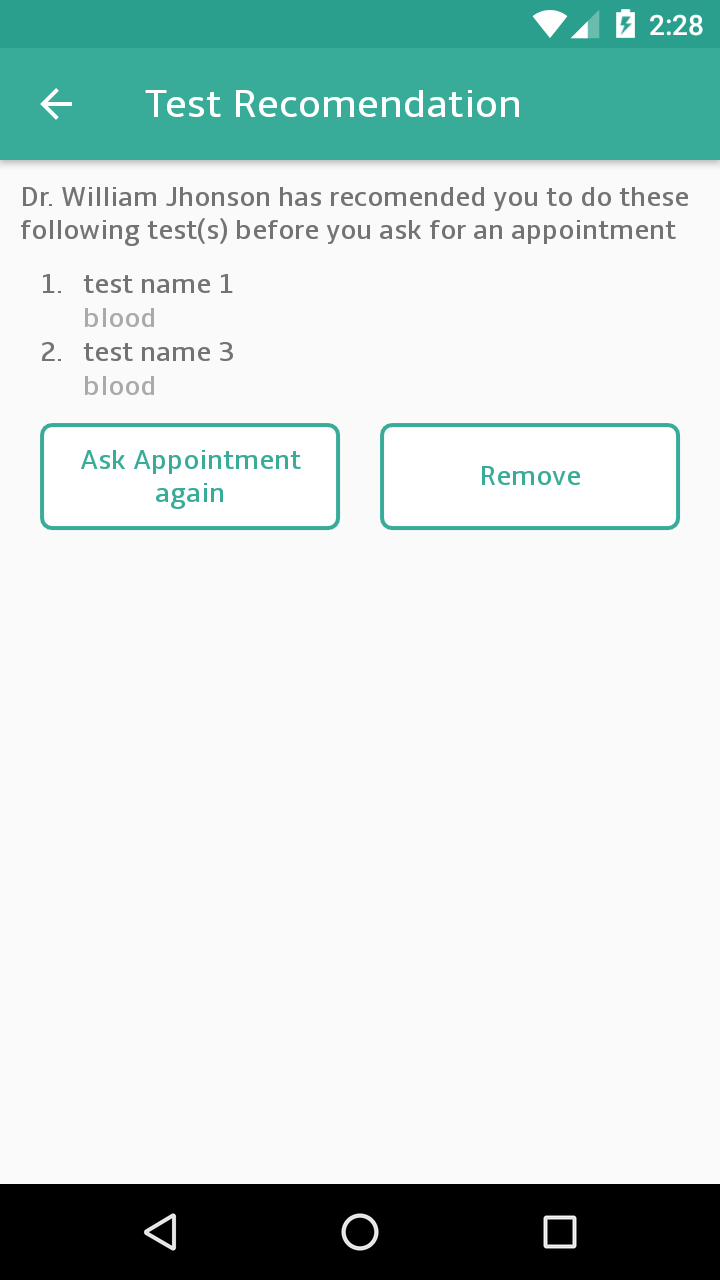 2:28
Test Recomendation
Dr. William Jhonson has recomended you to do these
following test(s) before you ask for an appointment
1. test name 1
blood
2. test name 3
blood
Ask Appointment
again
Remove